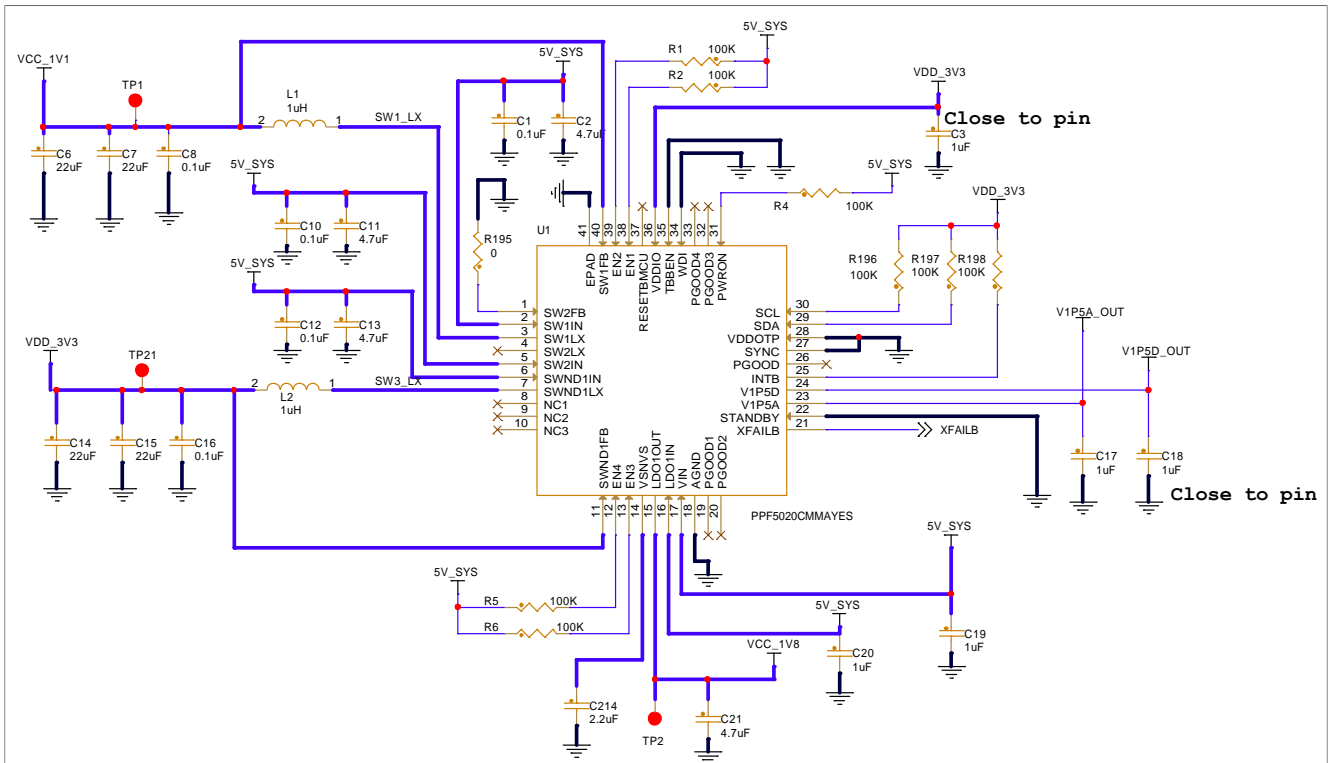 5V_SYS
R1 100K
R2 100K
VCC_1V1
TP1
L1
1uH
2 1 SW1_LX
5V_SYS
C1
0.1uF
C2
4.7uF
VDD_3V3
Close to pin
C3
1uF
C6
22uF
C7
22uF
C8
0.1uF
5V_SYS
5V_SYS
R4 100K
VDD_3V3
C10
0.1uF
C11
4.7uF
R195
0
U1
41 40 39 38 37 36 35 34 33 32 31
EPAD
SW1FB
EN2
EN1
RESETBMCU
VDDIO
TBBEN
WDI
PGOOD4
PGOOD3
PWRON
R196
100K
R197
100K
R198
100K
5V_SYS
C12
0.1uF
C13
4.7uF
1 SW2FB
2 SW1IN
3 SW1LX
4 SW2LX
5 SW2IN
6 SWND1IN
7 SWND1LX
8 NC1
9 NC2
10 NC3
SCL 30
SDA 29
VDDOTP 28
SYNC 27
PGOOD 26
INTB 25
V1P5D 24
V1P5A 23
STANDBY 22
XFAILB 21
XFAILB
V1P5A_OUT
V1P5D_OUT
VDD_3V3
TP21
2 1 SW3_LX
L2
1uH
C14
22uF
C15
22uF
C16
0.1uF
C17
1uF
C18
1uF
Close to pin
SWND1FB
EN4
EN3
VSNVS
LDO1OUT
LDO1IN
VIN
AGND
PGOOD1
PGOOD2
11 12 13 14 15 16 17 18 19 20
PPF5020CMMAYES
5V_SYS
5V_SYS
R5 100K
R6 100K
5V_SYS
C19
1uF
C20
1uF
VCC_1V8
C214
2.2uF
TP2
C21
4.7uF